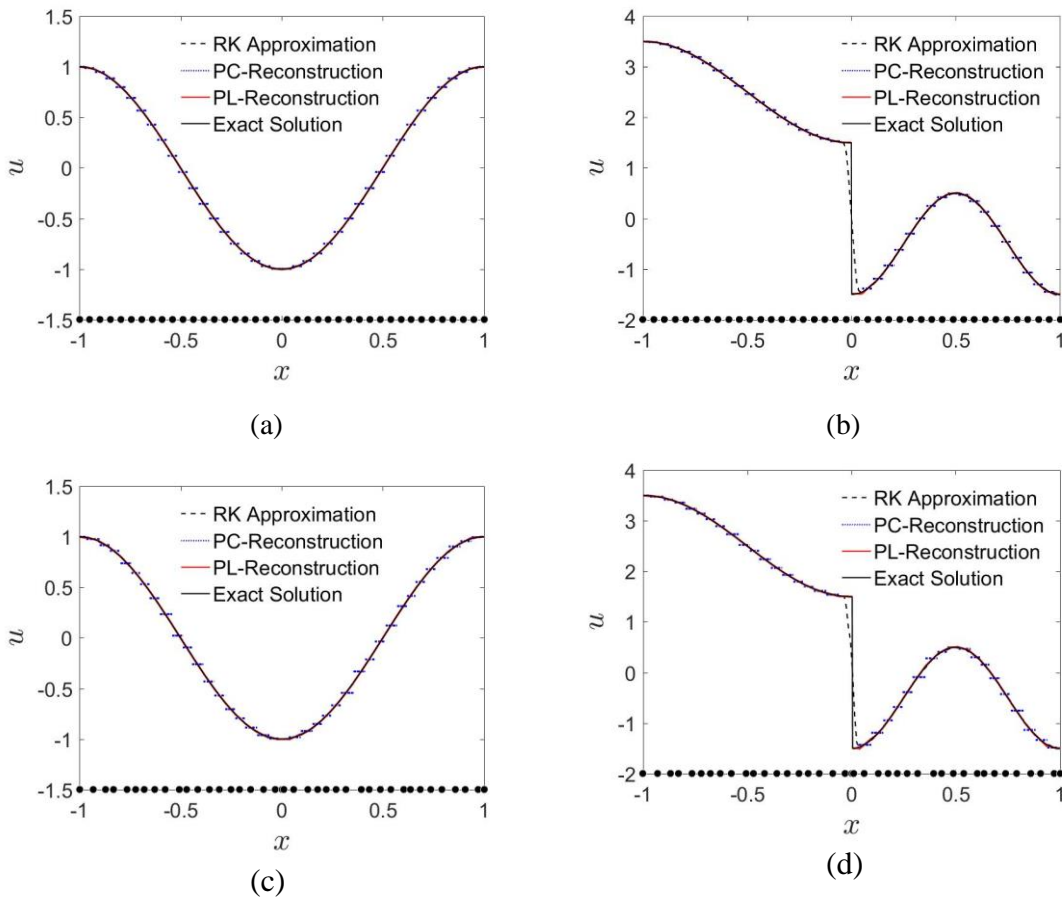 1.5
1
0.5
0
-0.5
-1
-1.5
u
RK Approximation
PC-Reconstruction
PL-Reconstruction
Exact Solution
-1 -0.5 0 0.5 1
x
(a)
4
3
2
1
0
-1
-2
u
RK Approximation
PC-Reconstruction
PL-Reconstruction
Exact Solution
-1 -0.5 0 0.5 1
x
(b)
1.5
1
0.5
0
-0.5
-1
-1.5
u
RK Approximation
PC-Reconstruction
PL-Reconstruction
Exact Solution
-1 -0.5 0 0.5 1
x
(c)
4
3
2
1
0
-1
-2
u
RK Approximation
PC-Reconstruction
PL-Reconstruction
Exact Solution
-1 -0.5 0 0.5 1
x
(d)